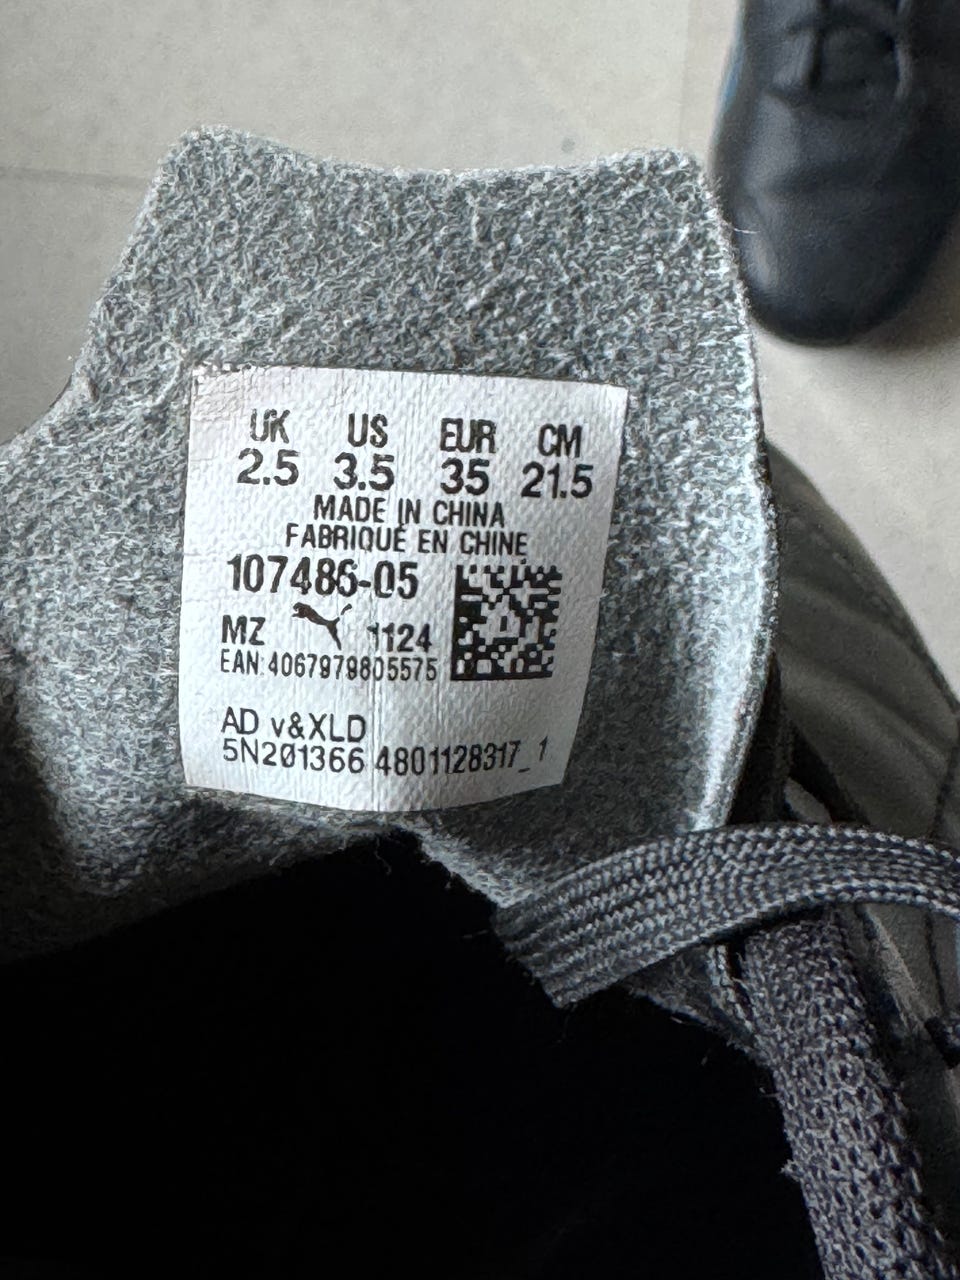 UK US EUR CM
2.5 3.5 35 21.5
MADE IN CHINA
FABRIQUÉ EN CHINE
107486-05
MZ 1124
EAN 4067979805575
AD v&XLD
5N201366 4801128317_1